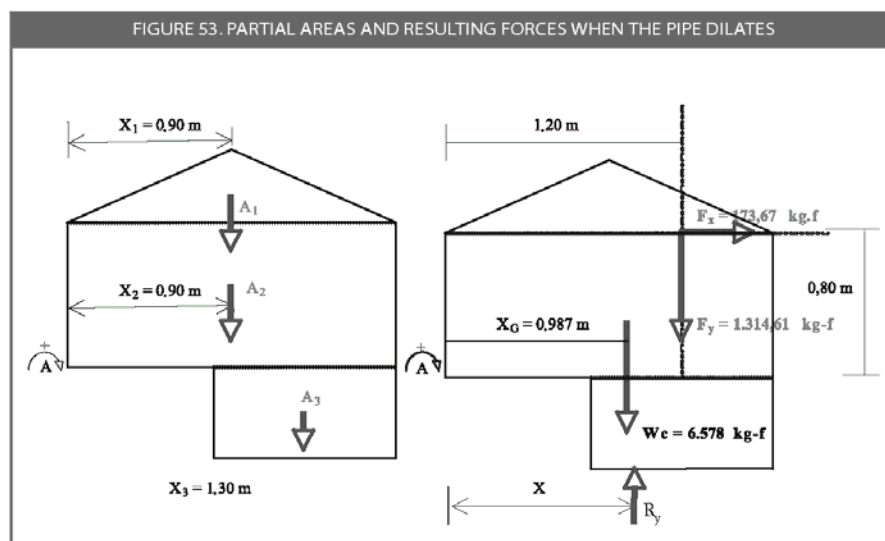 FIGURE 53. PARTIAL AREAS AND RESULTING FORCES WHEN THE PIPE DILATES
X₁ = 0,90 m
A₁
X₂ = 0,90 m
A₂
+
A
A₃
X₃ = 1,30 m
1,20 m
Fₓ = 173,67 kg.f
0,80 m
X_G = 0,987 m
F_y = 1.314,61 kg-f
+
A
Wc = 6.578 kg-f
X
R_y